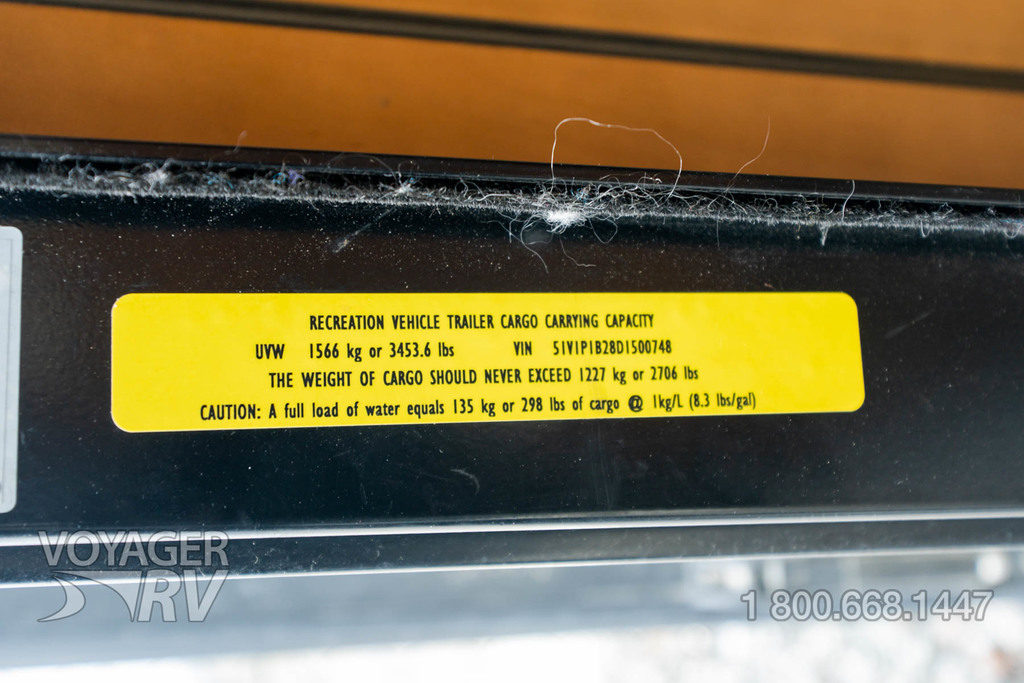 RECREATION VEHICLE TRAILER CARGO CARRYING CAPACITY
UVW 1566 kg or 3453.6 lbs VIN 51V1P1B28D1500748
THE WEIGHT OF CARGO SHOULD NEVER EXCEED 1227 kg or 2706 lbs
CAUTION: A full load of water equals 135 kg or 298 lbs of cargo @ 1kg/L (8.3 lbs/gal)
VOYAGER
RV
1 800.668.1447